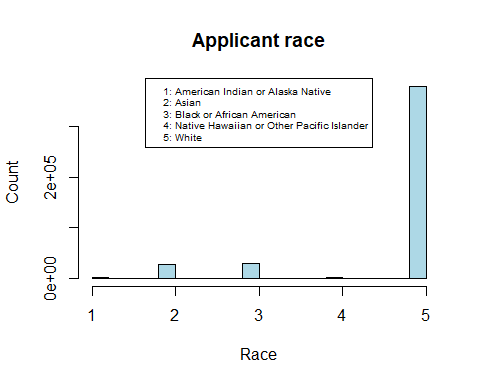 Applicant race
1: American Indian or Alaska Native
2: Asian
3: Black or African American
4: Native Hawaiian or Other Pacific Islander
5: White
Count
2e+05
0e+00
1 2 3 4 5
Race